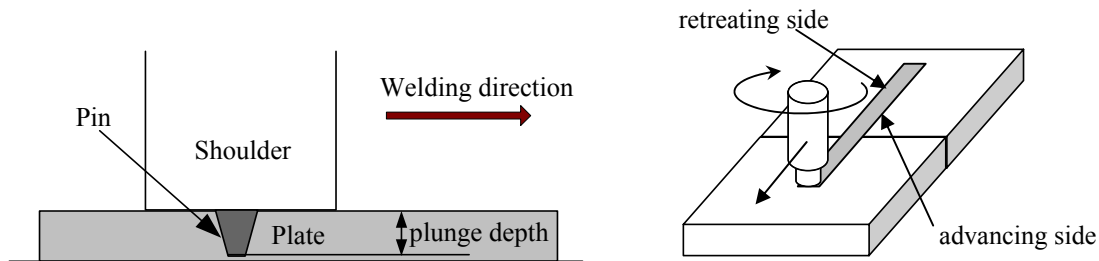 Welding direction
Pin
Shoulder
Plate
plunge depth
retreating side
advancing side